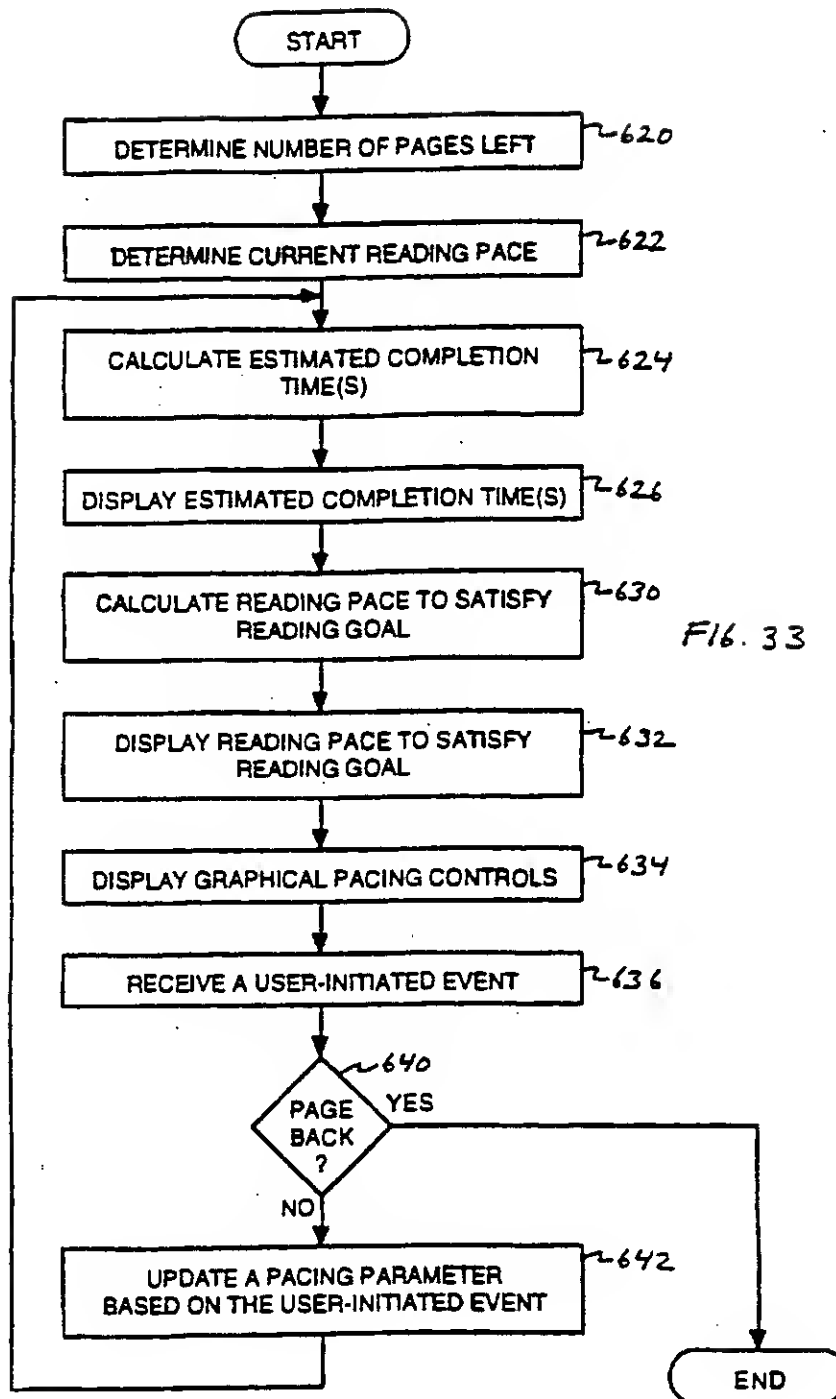 START
DETERMINE NUMBER OF PAGES LEFT
620
DETERMINE CURRENT READING PACE
622
CALCULATE ESTIMATED COMPLETION
TIME(S)
624
DISPLAY ESTIMATED COMPLETION TIME(S)
626
CALCULATE READING PACE TO SATISFY
READING GOAL
630
FIG. 33
DISPLAY READING PACE TO SATISFY
READING GOAL
632
DISPLAY GRAPHICAL PACING CONTROLS
634
RECEIVE A USER-INITIATED EVENT
636
640
PAGE
BACK
?
YES
NO
UPDATE A PACING PARAMETER
BASED ON THE USER-INITIATED EVENT
642
END